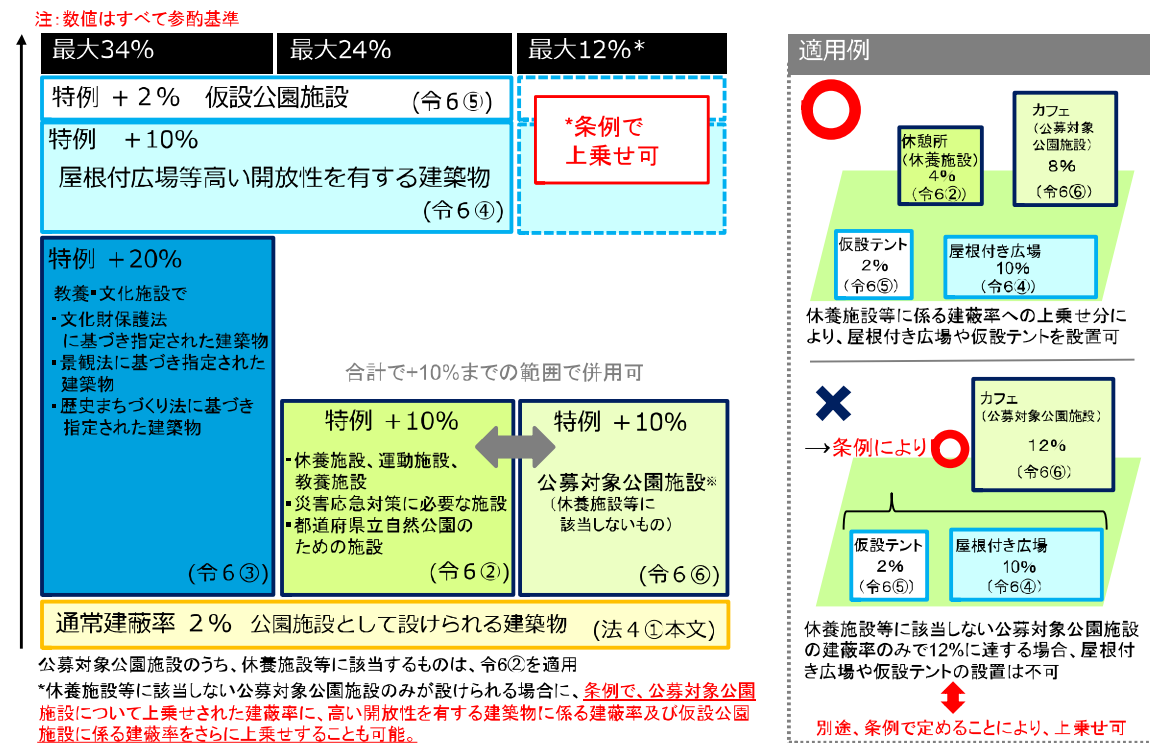 注：数値はすべて参酌基準
最大34%
最大24%
最大12%*
特例 ＋２％ 仮設公園施設 (令６⑤)
特例 ＋10%
屋根付広場等高い開放性を有する建築物
(令６④)
*条例で
上乗せ可
特例 ＋20%
教養・文化施設で
▪文化財保護法
に基づき指定された建築物
▪景観法に基づき指定された
建築物
▪歴史まちづくり法に基づき
指定された建築物
(令６③)
合計で+10%までの範囲で併用可
特例 ＋10%
▪休養施設、運動施設、
教養施設
▪災害応急対策に必要な施設
▪都道府県立自然公園の
ための施設
(令６②)
特例 ＋10%
公募対象公園施設※
（休養施設等に
該当しないもの）
(令６⑥)
通常建蔽率 ２％ 公園施設として設けられる建築物 (法４①本文)
公募対象公園施設のうち、休養施設等に該当するものは、令6②を適用
*休養施設等に該当しない公募対象公園施設のみが設けられる場合に、条例で、公募対象公園
施設について上乗せされた建蔽率に、高い開放性を有する建築物に係る建蔽率及び仮設公園
施設に係る建蔽率をさらに上乗せすることも可能。
適用例
休憩所
（休養施設）
4%
（令6②）
カフェ
（公募対象
公園施設）
8%
（令6⑥）
仮設テント
2%
（令6⑤）
屋根付き広場
10%
（令6④）
休養施設等に係る建蔽率への上乗せ分に
より、屋根付き広場や仮設テントを設置可
→条例により
カフェ
（公募対象公園施設）
12%
（令6⑥）
仮設テント
2%
（令6⑤）
屋根付き広場
10%
（令6④）
休養施設等に該当しない公募対象公園施設
の建蔽率のみで12%に達する場合、屋根付
き広場や仮設テントの設置は不可
別途、条例で定めることにより、上乗せ可